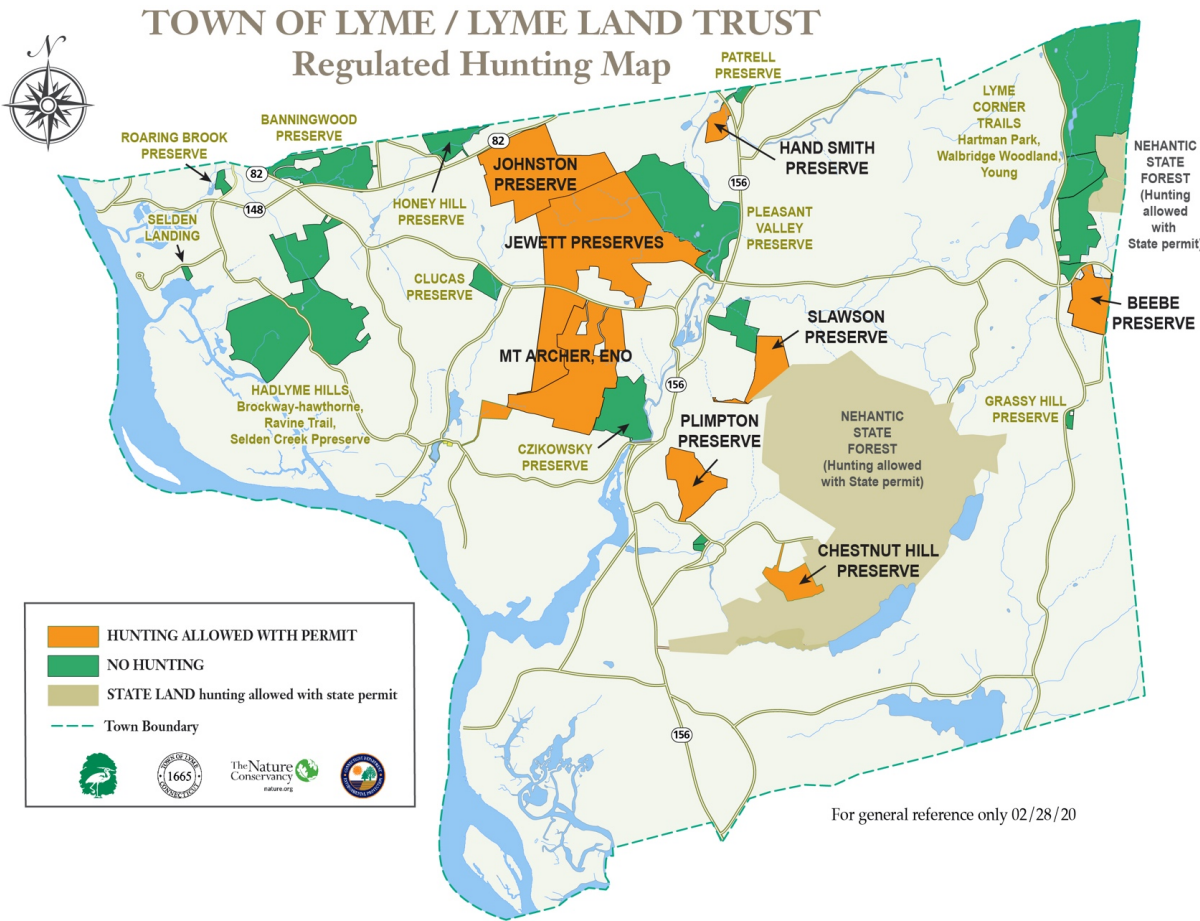 TOWN OF LYME / LYME LAND TRUST
Regulated Hunting Map
N
PATRELL
PRESERVE
LYME
CORNER
TRAILS
Hartman Park,
Walbridge Woodland,
Young
BANNINGWOOD
PRESERVE
ROARING BROOK
PRESERVE
82
82
148
JOHNSTON
PRESERVE
HAND SMITH
PRESERVE
NEHANTIC
STATE
FOREST
(Hunting
allowed
with
State permit
156
HONEY HILL
PRESERVE
SELDEN
LANDING
PLEASANT
VALLEY
PRESERVE
JEWETT PRESERVES
CLUCAS
PRESERVE
SLAWSON
PRESERVE
BEEBE
PRESERVE
MT ARCHER, ENO
156
HADLYME HILLS
Brockway-hawthorne,
Ravine Trail,
Selden Creek Ppreserve
GRASSY HILL
PRESERVE
PLIMPTON
PRESERVE
NEHANTIC
STATE
FOREST
(Hunting allowed
with State permit)
CZIKOWSKY
PRESERVE
CHESTNUT HILL
PRESERVE
HUNTING ALLOWED WITH PERMIT
NO HUNTING
STATE LAND hunting allowed with state permit
Town Boundary
TOWN OF LYME
1665
CONNECTICUT
The Nature
Conservancy
nature.org
156
For general reference only 02/28/20